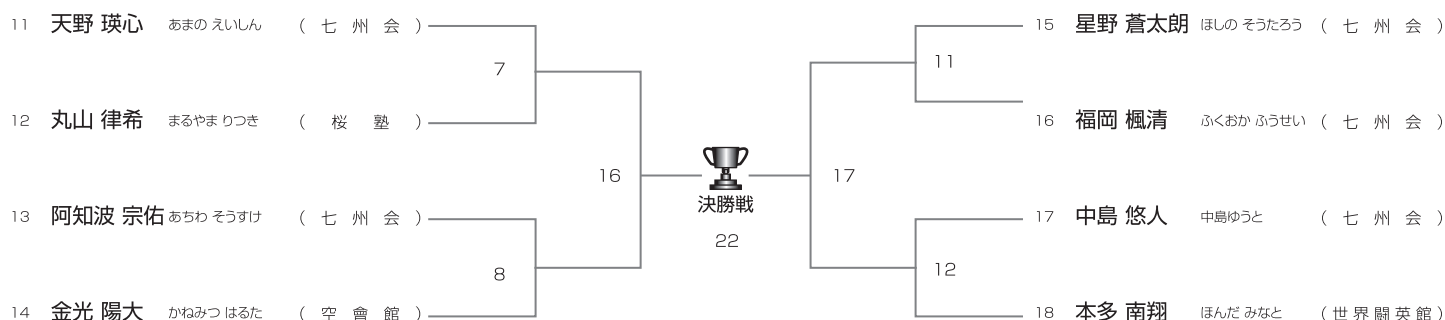 11 天野 瑛心 あまの えいしん ( 七 州 会 )
7
12 丸山 律希 まるやま りつき ( 桜 塾 )
16
13 阿知波 宗佑 あちわ そうすけ ( 七 州 会 )
8
14 金光 陽大 かねみつ はるた ( 空 會 館 )
決勝戦
22
15 星野 蒼太朗 ほしの そうたろう ( 七 州 会 )
11
16 福岡 楓清 ふくおか ふうせい ( 七 州 会 )
17
17 中島 悠人 中島ゆうと ( 七 州 会 )
12
18 本多 南翔 ほんだ みなと ( 世 界 闘 英 館 )